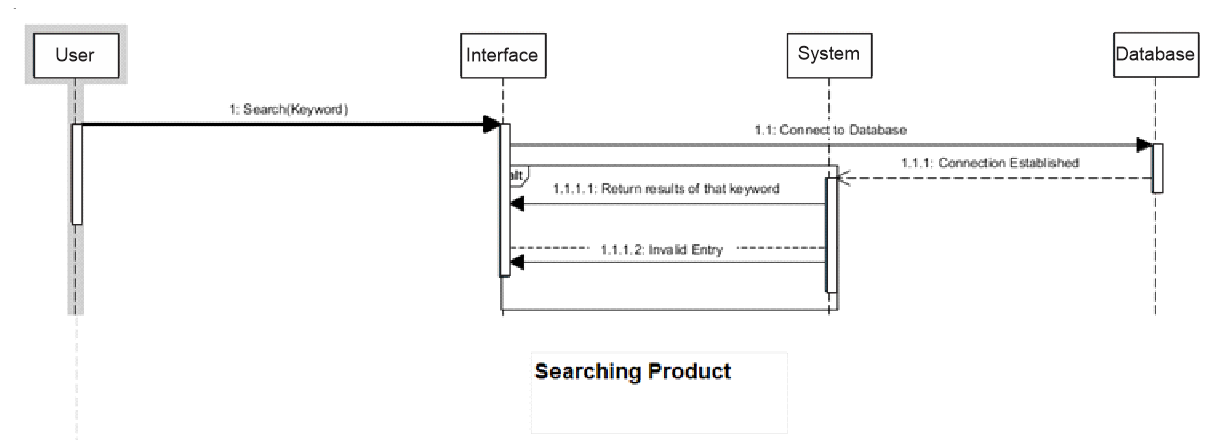 User
Interface
System
Database
1: Search(Keyword)
1.1: Connect to Database
1.1.1: Connection Established
alt
1.1.1.1: Return results of that keyword
1.1.1.2: Invalid Entry
Searching Product